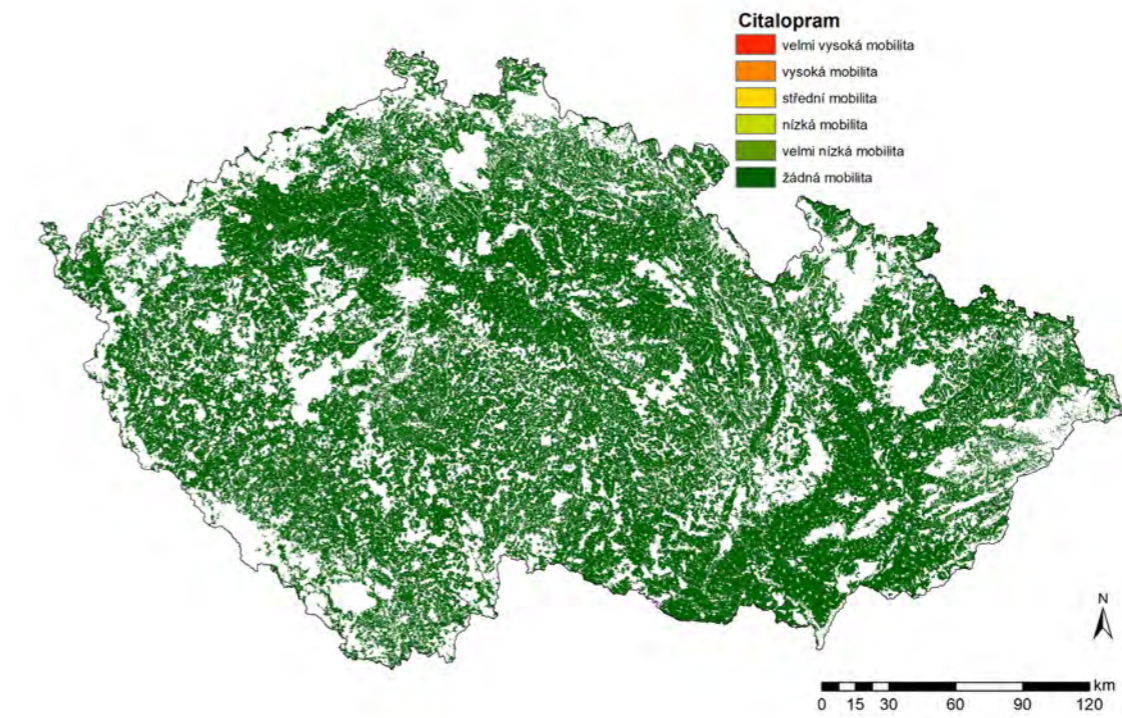 Citalopram
velmi vysoká mobilita
vysoká mobilita
střední mobilita
nízká mobilita
velmi nízká mobilita
žádná mobilita
N
km
0 15 30 60 90 120